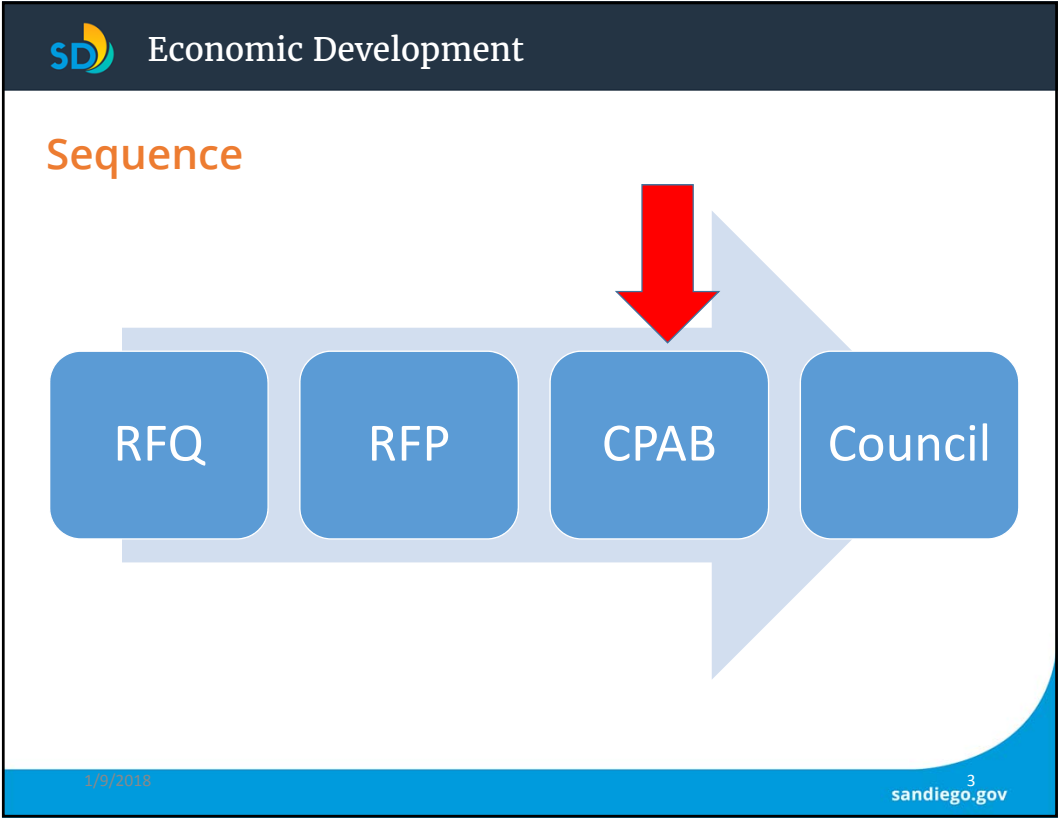 SD Economic Development
Sequence
RFQ RFP CPAB Council
1/9/2018
3
sandiego.gov